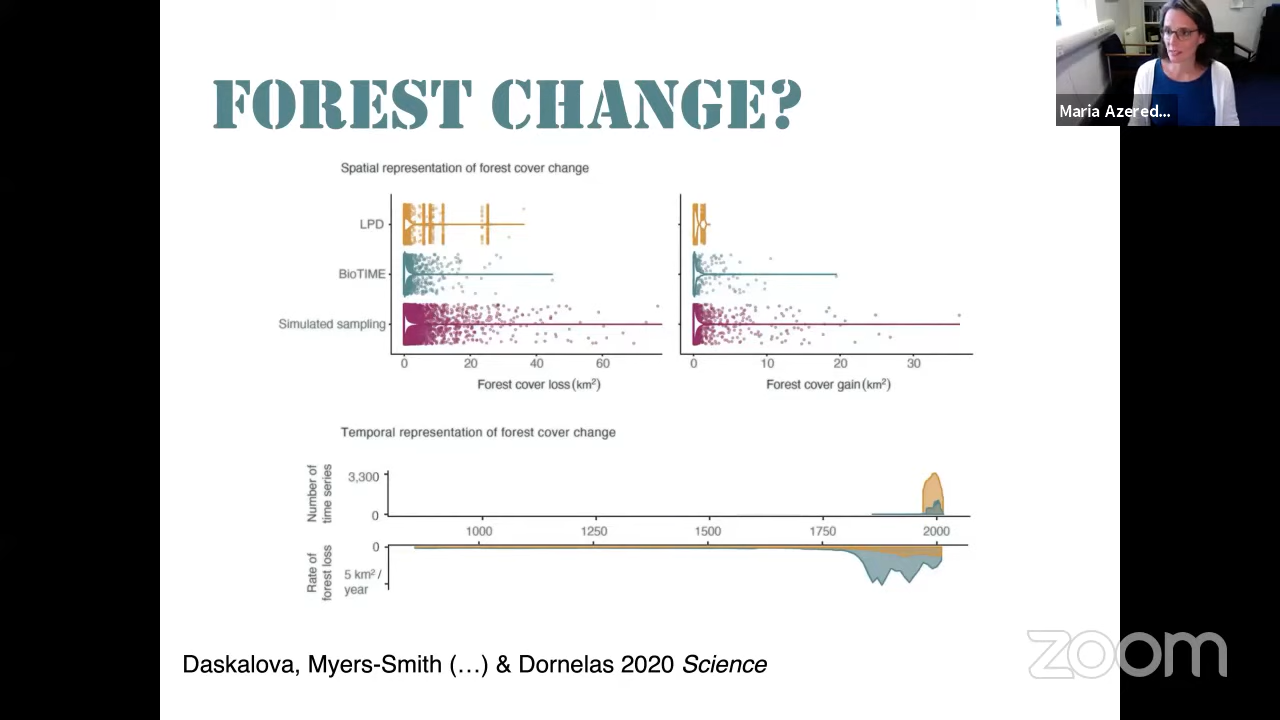 Maria Azered...
FOREST CHANGE?
Spatial representation of forest cover change
LPD
BioTIME
Simulated sampling
0 20 40 60
0 10 20 30
Forest cover loss (km²)
Forest cover gain (km²)
Temporal representation of forest cover change
Number of
time series
3,300
0
1000 1250 1500 1750 2000
Rate of
forest loss
0
5 km² /
year
Daskalova, Myers-Smith (…) & Dornelas 2020 Science
zoom